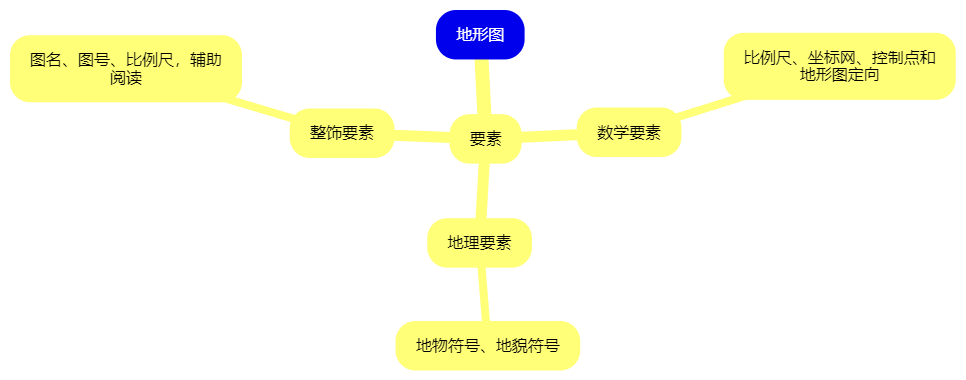 地形图
图名、图号、比例尺，辅助
阅读
比例尺、坐标网、控制点和
地形图定向
整饰要素
要素
数学要素
地理要素
地物符号、地貌符号